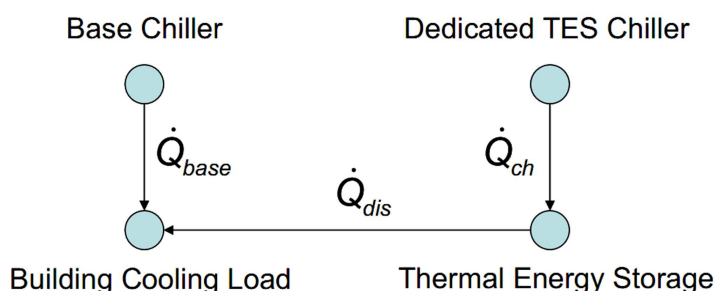 Base Chiller
Dedicated TES Chiller
Q̇base
Q̇ch
Q̇dis
Building Cooling Load
Thermal Energy Storage